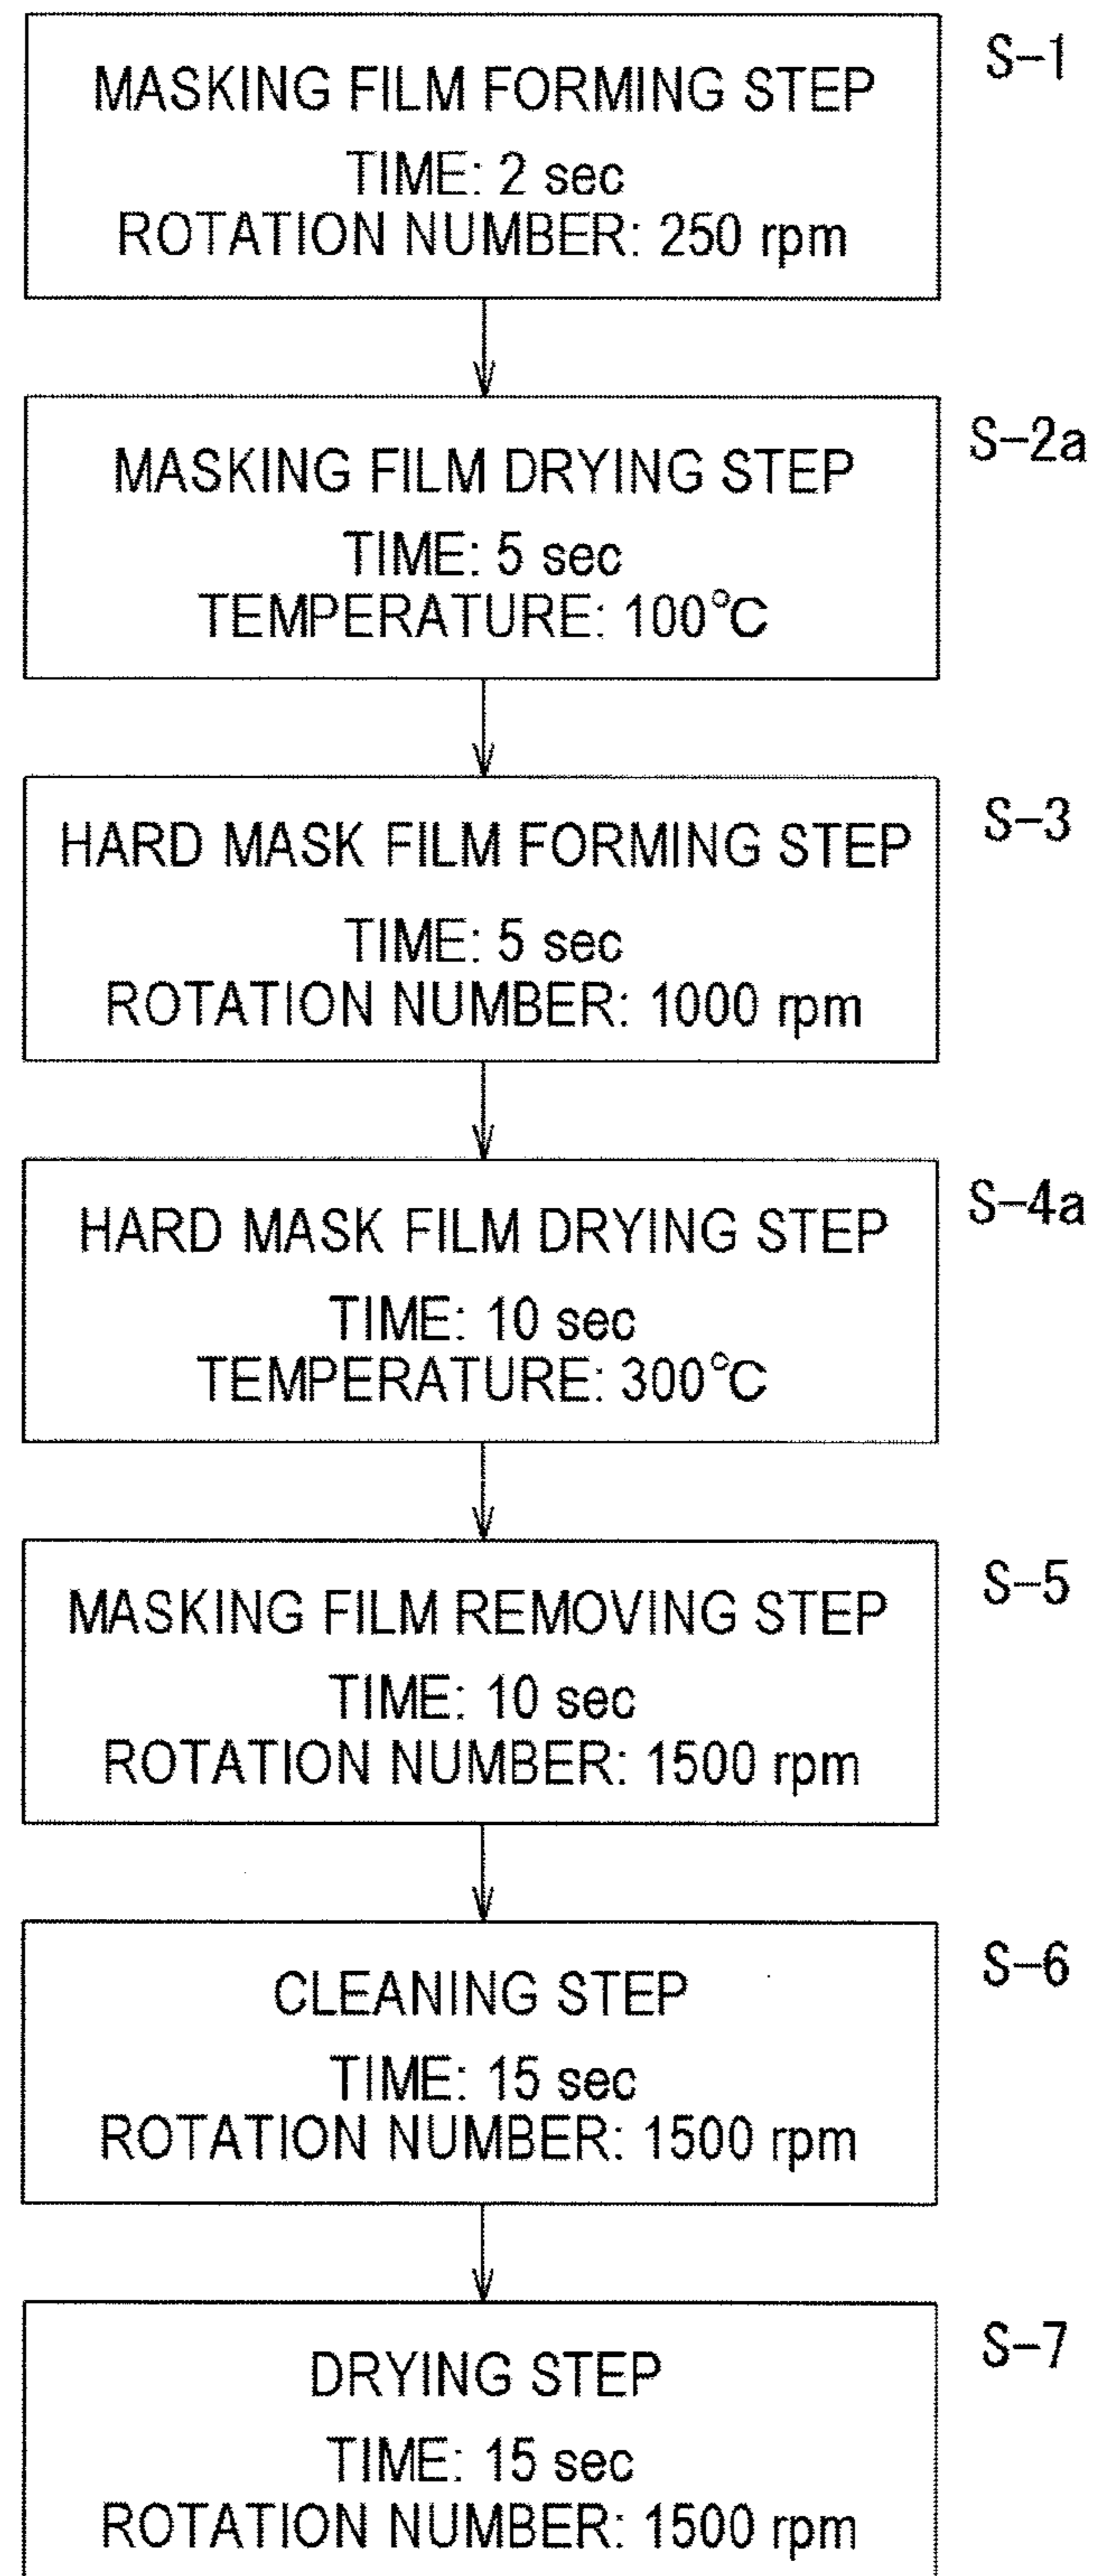 S-1
MASKING FILM FORMING STEP
TIME: 2 sec
ROTATION NUMBER: 250 rpm
S-2a
MASKING FILM DRYING STEP
TIME: 5 sec
TEMPERATURE: 100°C
S-3
HARD MASK FILM FORMING STEP
TIME: 5 sec
ROTATION NUMBER: 1000 rpm
S-4a
HARD MASK FILM DRYING STEP
TIME: 10 sec
TEMPERATURE: 300°C
S-5
MASKING FILM REMOVING STEP
TIME: 10 sec
ROTATION NUMBER: 1500 rpm
S-6
CLEANING STEP
TIME: 15 sec
ROTATION NUMBER: 1500 rpm
S-7
DRYING STEP
TIME: 15 sec
ROTATION NUMBER: 1500 rpm